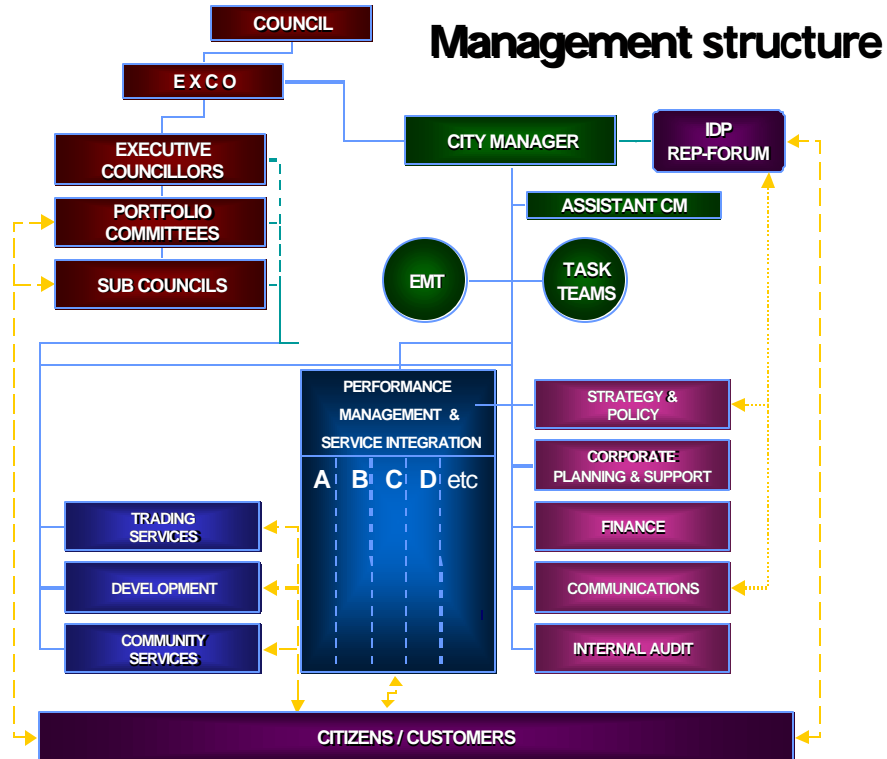 COUNCIL
Management structure
E X C O
CITY MANAGER
IDP
REP-FORUM
EXECUTIVE
COUNCILLORS
ASSISTANT CM
PORTFOLIO
COMMITTEES
SUB COUNCILS
EMT
TASK
TEAMS
PERFORMANCE
MANAGEMENT &
SERVICE INTEGRATION
A B C D etc
STRATEGY &
POLICY
CORPORATE
PLANNING & SUPPORT
TRADING
SERVICES
FINANCE
DEVELOPMENT
COMMUNICATIONS
COMMUNITY
SERVICES
INTERNAL AUDIT
CITIZENS / CUSTOMERS